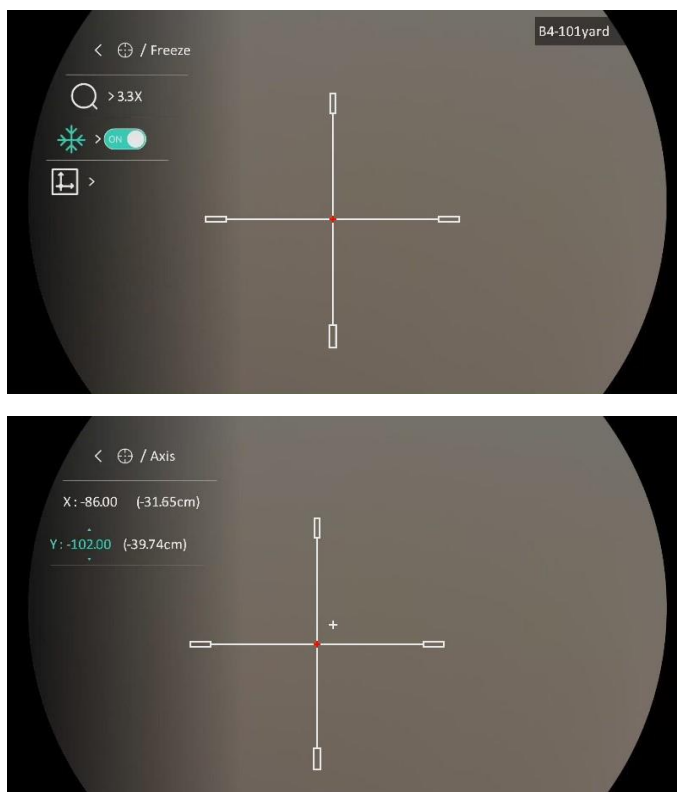 B4-101yard
< / Freeze
> 3.3X
> ON
>
< / Axis
X : -86.00 (-31.65cm)
Y : -102.00 (-39.74cm)